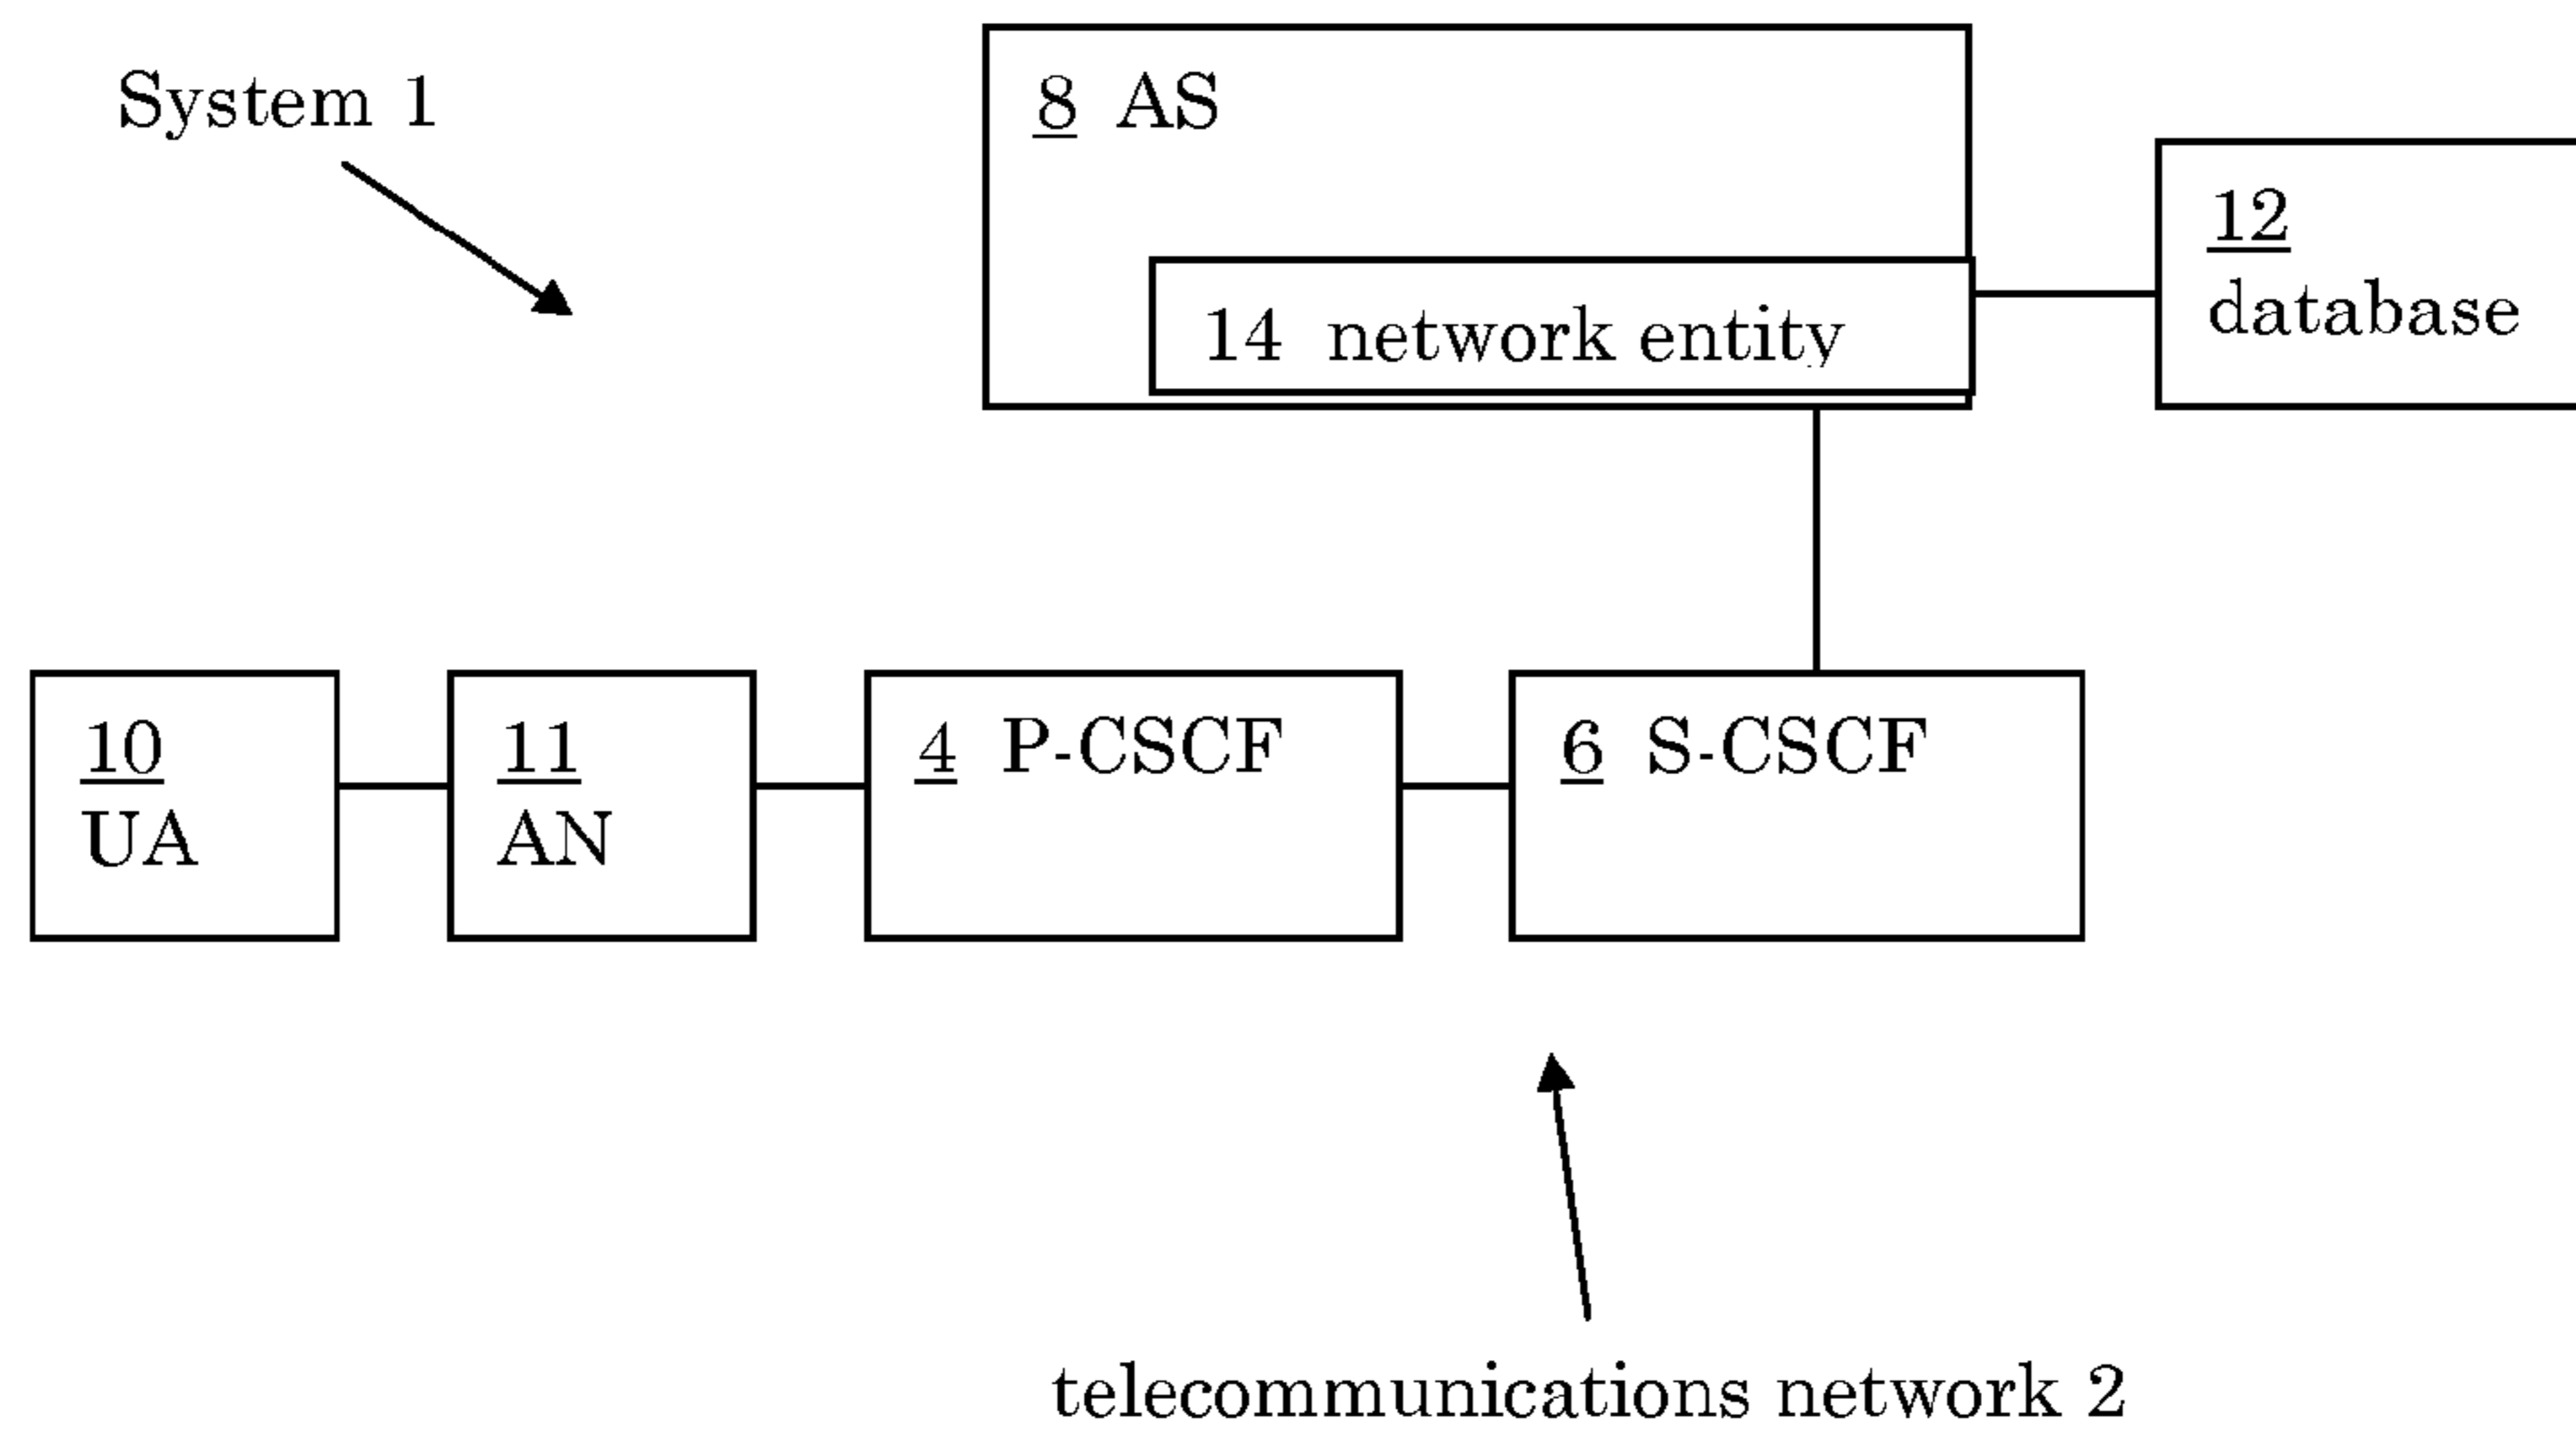 System 1
8 AS
12
database
14 network entity
10
UA
11
AN
4 P-CSCF
6 S-CSCF
telecommunications network 2